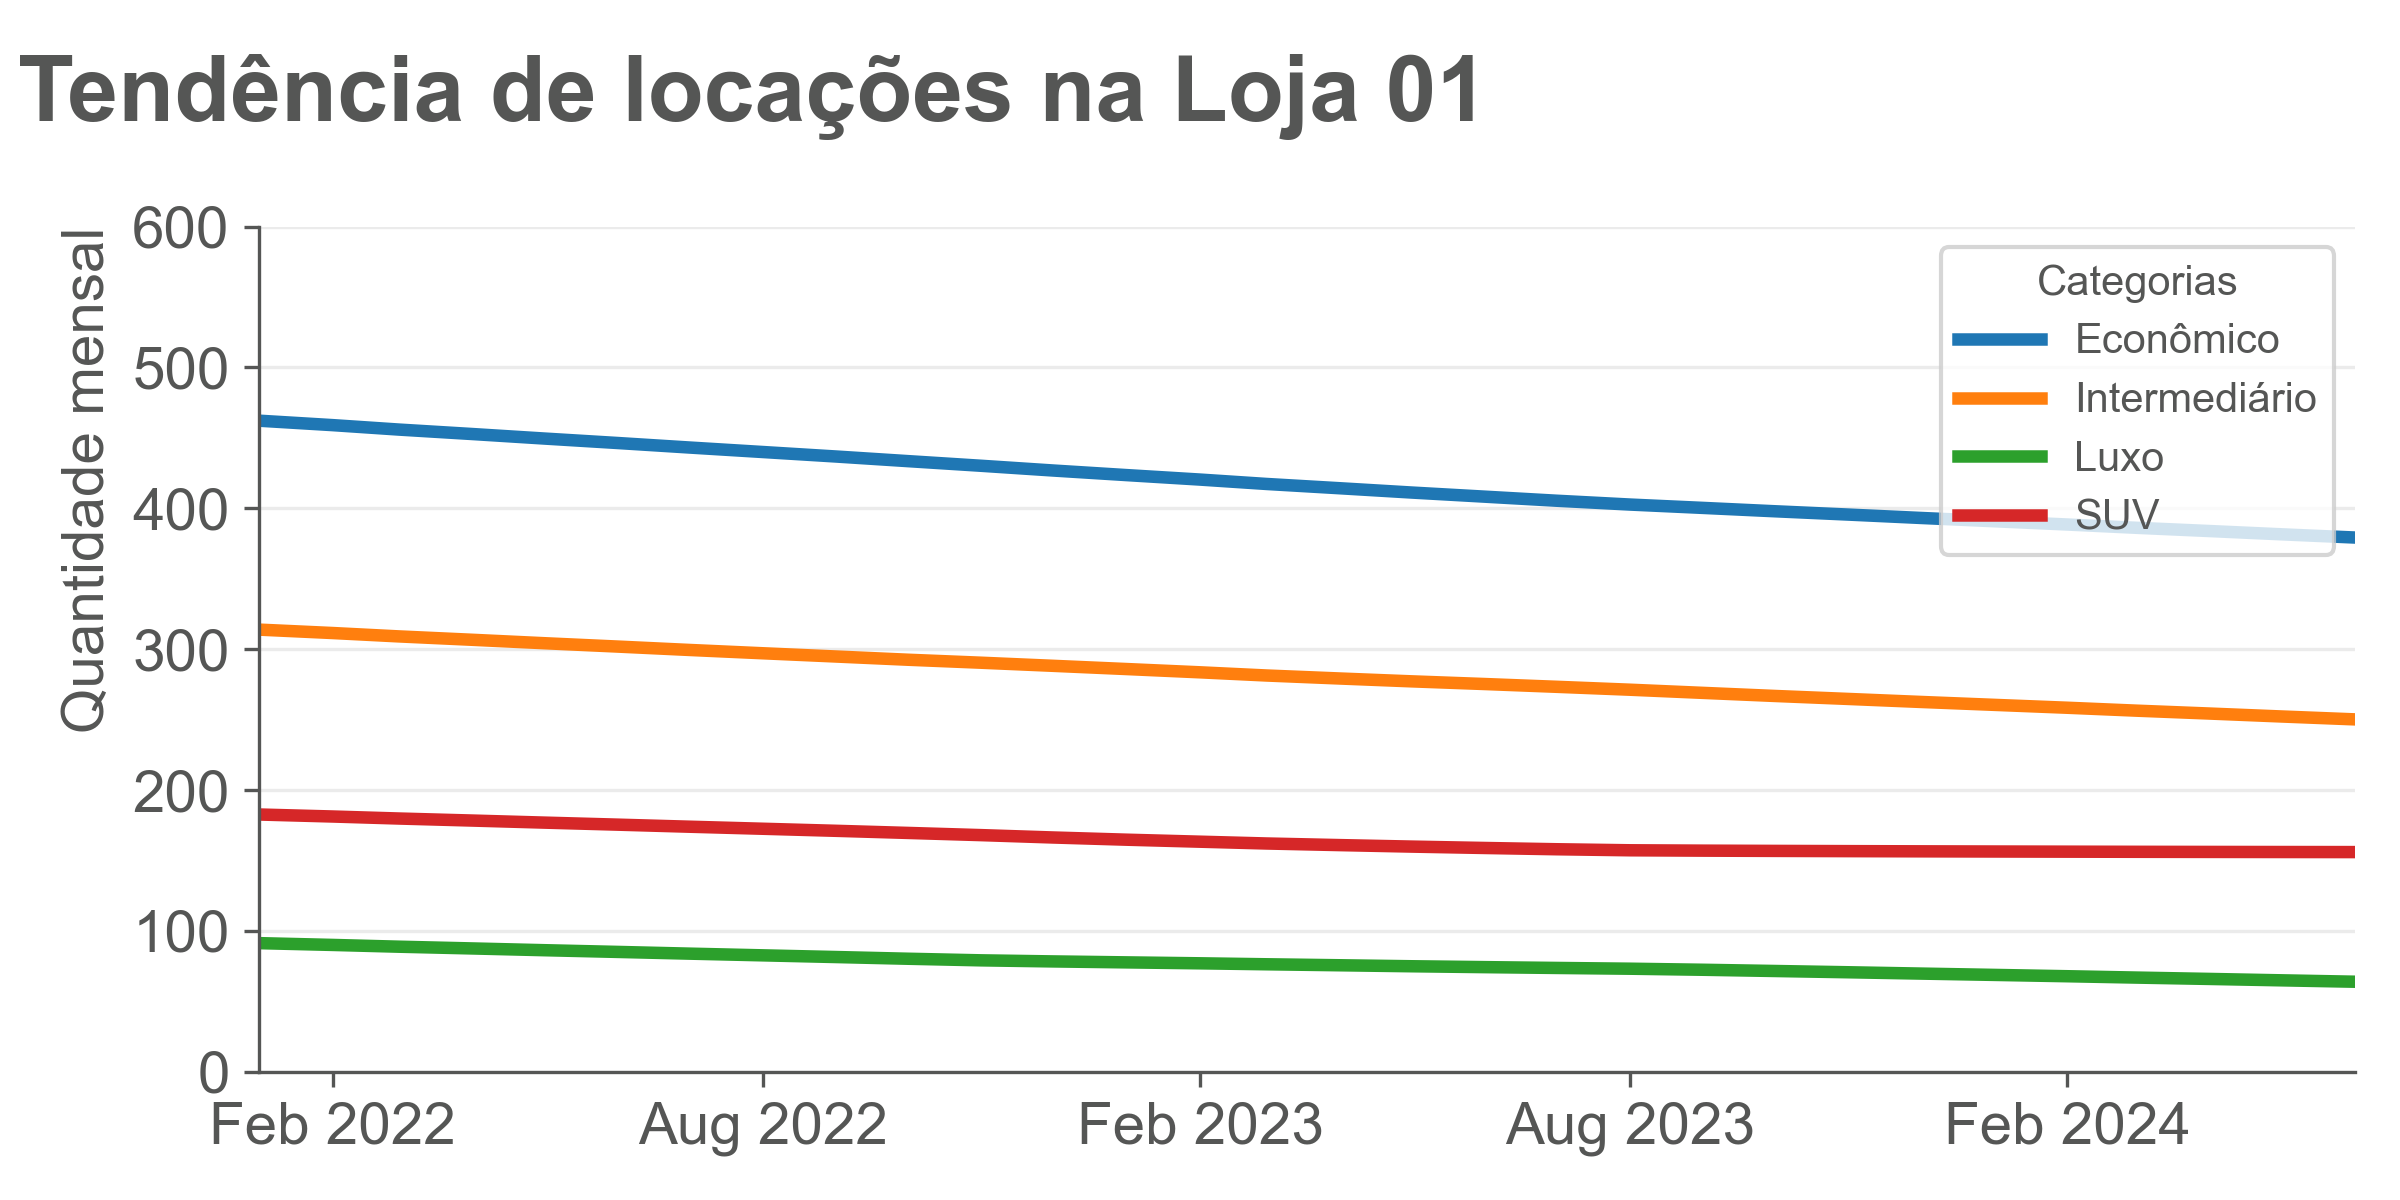 Tendência de locações na Loja 01
Quantidade mensal
600
500
400
300
200
100
0
Feb 2022
Aug 2022
Feb 2023
Aug 2023
Feb 2024
Categorias
Econômico
Intermediário
Luxo
SUV